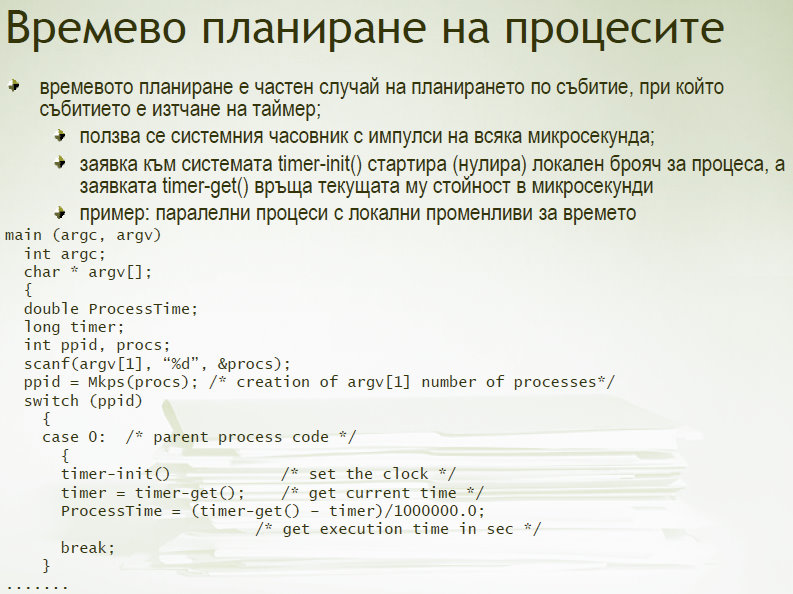 Времево планиране на процесите
времевото планиране е частен случай на планирането по събитие, при който
събитието е изтчане на таймер;
ползва се системния часовник с импулси на всяка микросекунда;
заявка към системата timer-init() стартира (нулира) локален брояч за процеса, а
заявката timer-get() връща текущата му стойност в микросекунди
пример: паралелни процеси с локални променливи за времето
main (argc, argv)
int argc;
char * argv[];
{
double ProcessTime;
long timer;
int ppid, procs;
scanf(argv[1], “%d”, &procs);
ppid = Mkps(procs); /* creation of argv[1] number of processes*/
switch (ppid)
{
case 0: /* parent process code */
{
timer-init() /* set the clock */
timer = timer-get(); /* get current time */
ProcessTime = (timer-get() – timer)/1000000.0;
/* get execution time in sec */
break;
}
.......